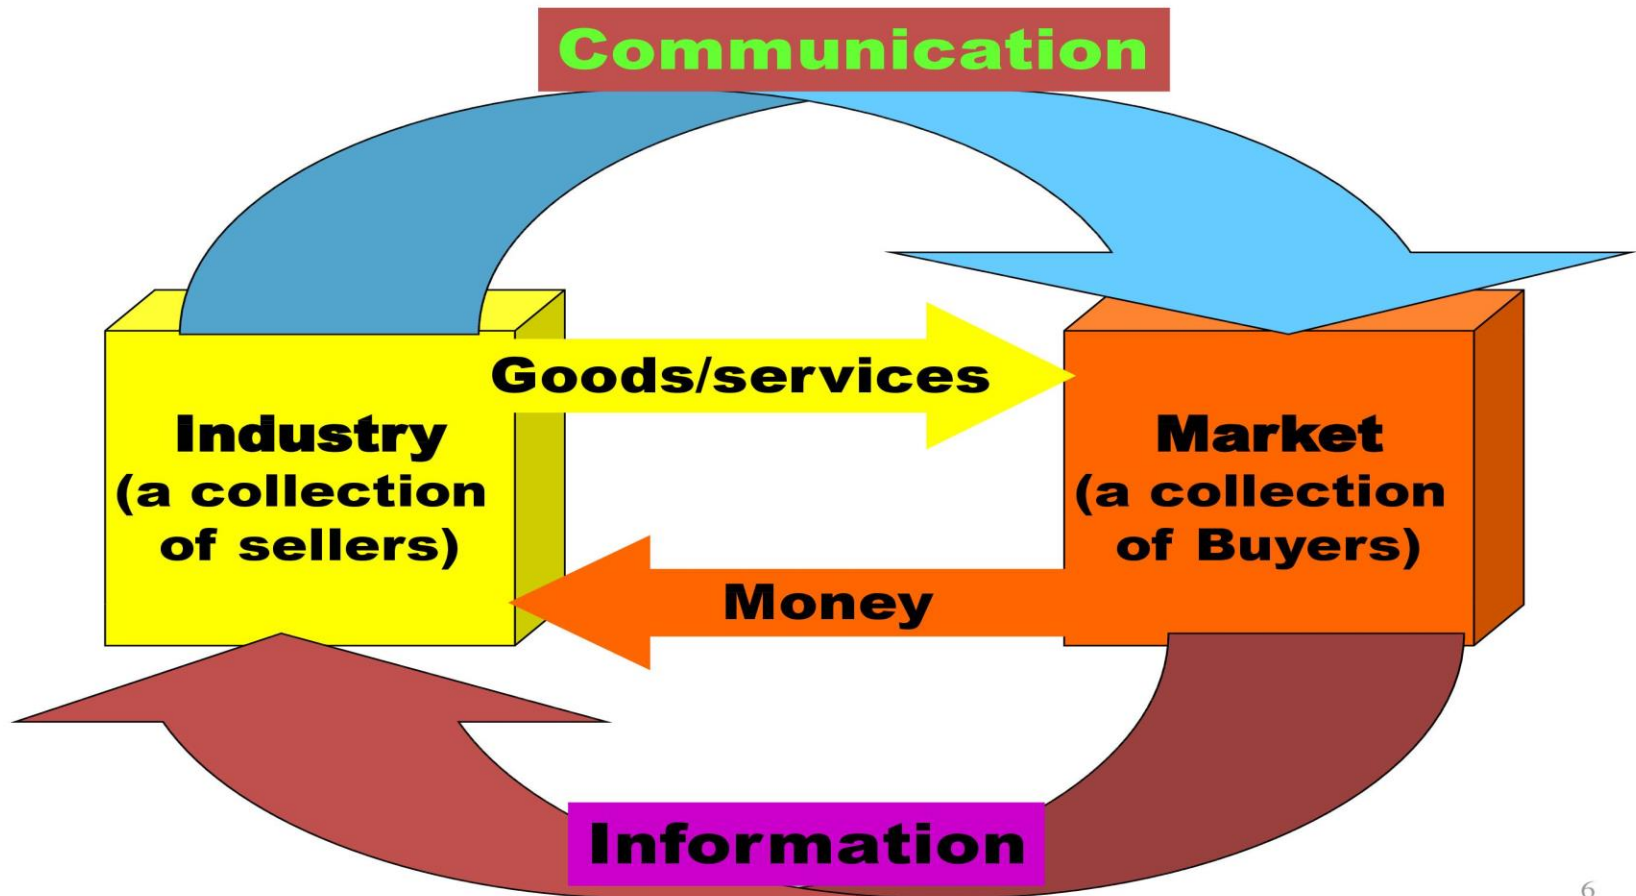 Communication
Goods/services
Industry
(a collection
of sellers)
Market
(a collection
of Buyers)
Money
Information
6